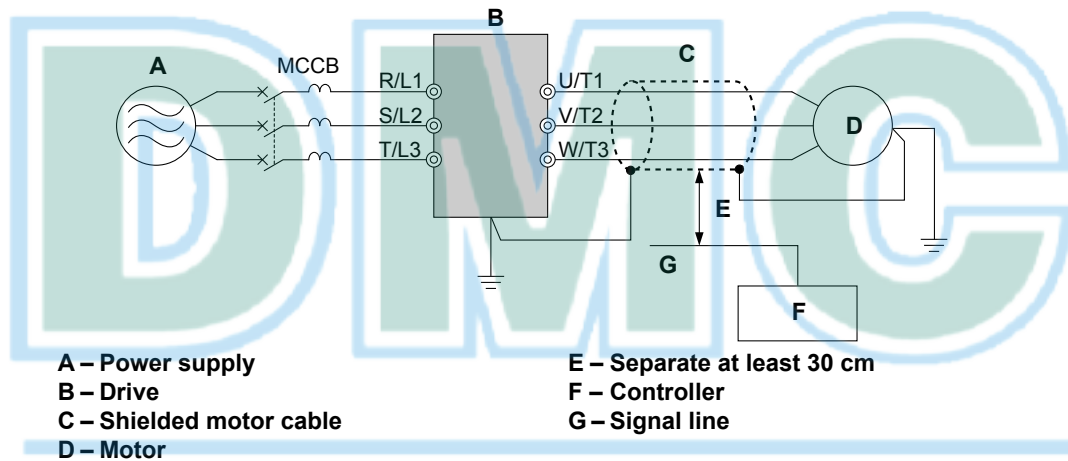 DMC
B
A
C
MCCB
R/L1
U/T1
S/L2
V/T2
D
T/L3
W/T3
E
G
F
A – Power supply
B – Drive
C – Shielded motor cable
D – Motor
E – Separate at least 30 cm
F – Controller
G – Signal line